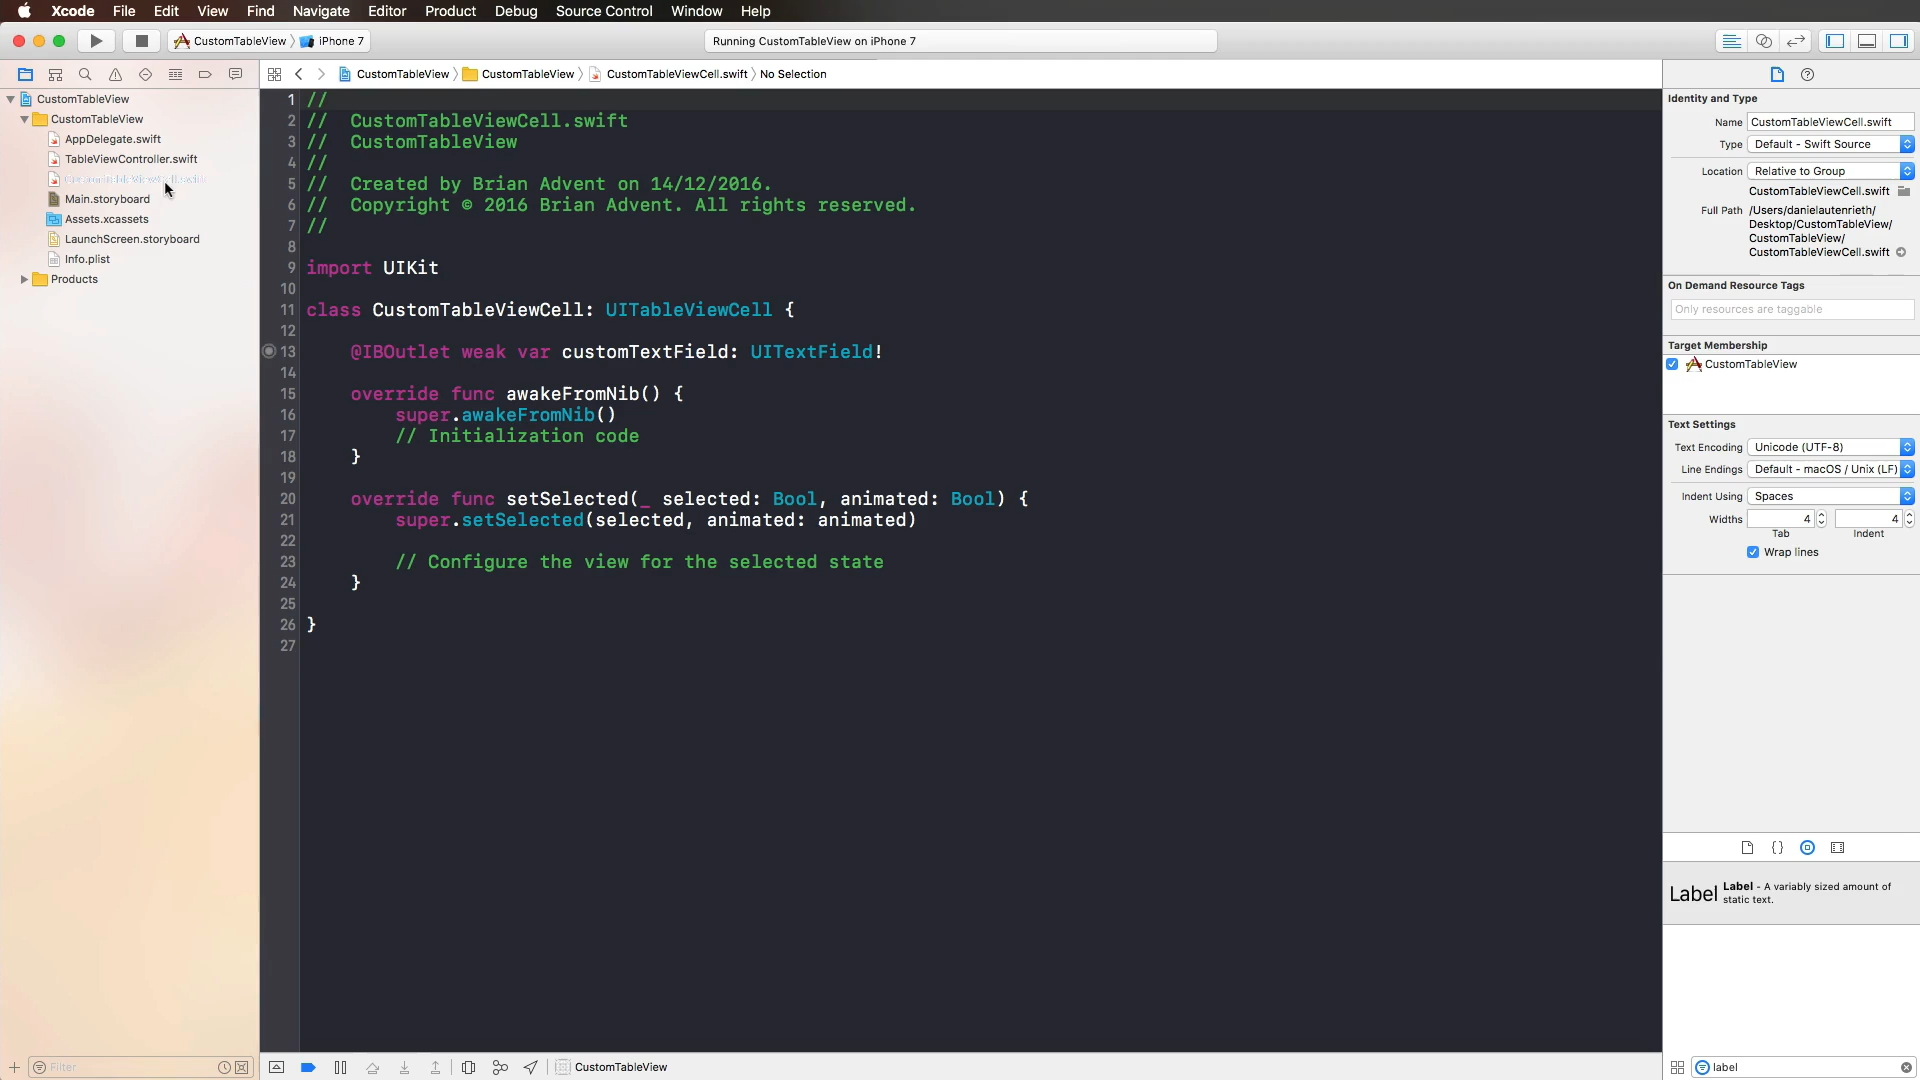 Xcode File Edit View Find Navigate Editor Product Debug Source Control Window Help
CustomTableView iPhone 7
Running CustomTableView on iPhone 7
CustomTableView CustomTableView CustomTableViewCell.swift No Selection
CustomTableView
CustomTableView
AppDelegate.swift
TableViewController.swift
Main.storyboard
Assets.xcassets
LaunchScreen.storyboard
Info.plist
Products
Filter
1 //
2 // CustomTableViewCell.swift
3 // CustomTableView
4 //
5 // Created by Brian Advent on 14/12/2016.
6 // Copyright © 2016 Brian Advent. All rights reserved.
7 //
8
9 import UIKit
10
11 class CustomTableViewCell: UITableViewCell {
12
13 @IBOutlet weak var customTextField: UITextField!
14
15 override func awakeFromNib() {
16 super.awakeFromNib()
17 // Initialization code
18 }
19
20 override func setSelected(_ selected: Bool, animated: Bool) {
21 super.setSelected(selected, animated: animated)
22
23 // Configure the view for the selected state
24 }
25
26 }
27
CustomTableView
Identity and Type
Name CustomTableViewCell.swift
Type Default - Swift Source
Location Relative to Group
CustomTableViewCell.swift
Full Path /Users/danielautenrieth/
Desktop/CustomTableView/
CustomTableView/
CustomTableViewCell.swift
On Demand Resource Tags
Only resources are taggable
Target Membership
CustomTableView
Text Settings
Text Encoding Unicode (UTF-8)
Line Endings Default - macOS / Unix (LF)
Indent Using Spaces
Widths 4 4
Tab Indent
Wrap lines
{}
Label Label - A variably sized amount of
static text.
label